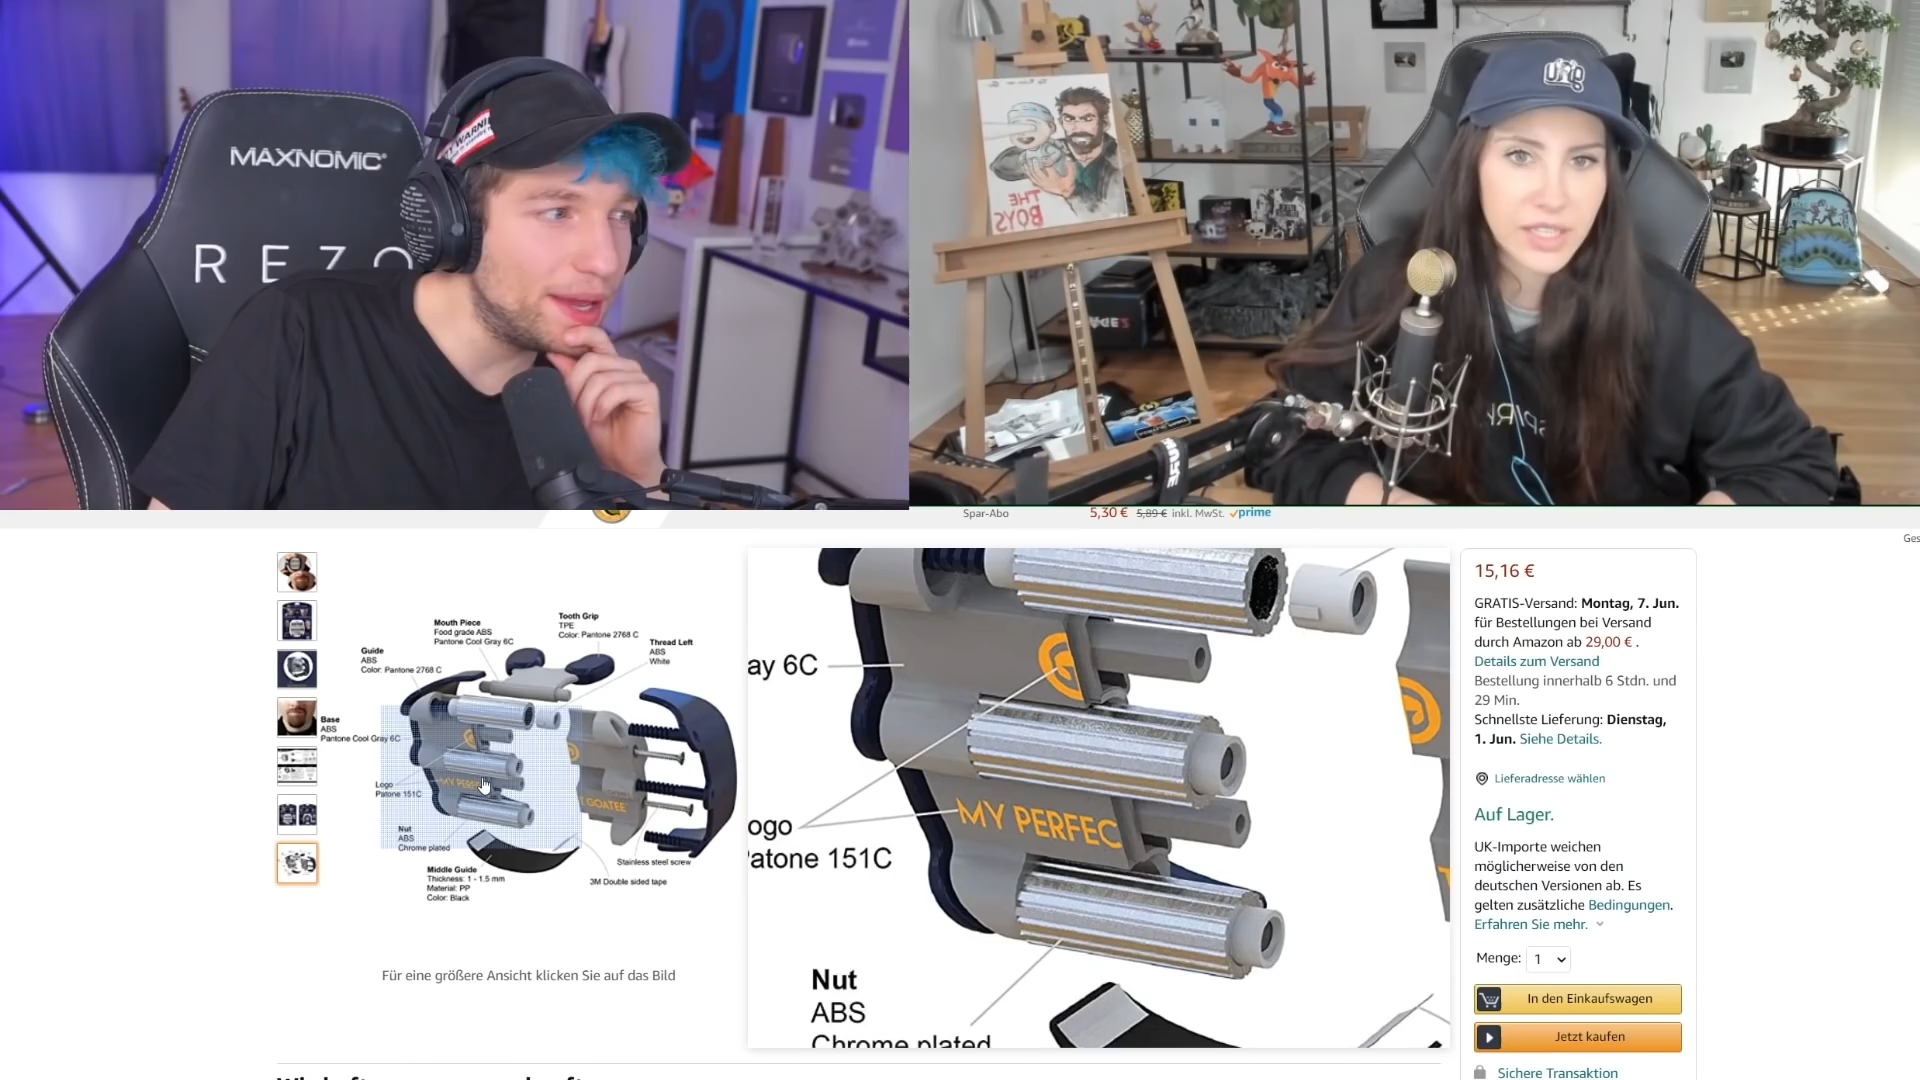 MAXNOMIC
REZO
THE
BOYS
SHURE
Spar-Abo
5,30 € 5,89 € inkl. MwSt. prime
Ges
Mouth Piece
Food grade ABS
Pantone Cool Gray 6C
Tooth Grip
TPE
Color: Pantone 2768 C
Thread Left
ABS
White
Guide
ABS
Color: Pantone 2768 C
Base
ABS
Pantone Cool Gray 6C
Logo
Patone 151C
MY PERFE
T GOATEE
Nut
ABS
Chrome plated
Stainless steel screw
Middle Guide
Thickness: 1 - 1.5 mm
Material: PP
Color: Black
3M Double sided tape
Für eine größere Ansicht klicken Sie auf das Bild
ay 6C
ogo
atone 151C
MY PERFEC
Nut
ABS
Chrome plated
15,16 €
GRATIS-Versand: Montag, 7. Jun.
für Bestellungen bei Versand
durch Amazon ab 29,00 € .
Details zum Versand
Bestellung innerhalb 6 Stdn. und
29 Min.
Schnellste Lieferung: Dienstag,
1. Jun. Siehe Details.
Lieferadresse wählen
Auf Lager.
UK-Importe weichen
möglicherweise von den
deutschen Versionen ab. Es
gelten zusätzliche Bedingungen.
Erfahren Sie mehr.
Menge: 1
In den Einkaufswagen
Jetzt kaufen
Sichere Transaktion